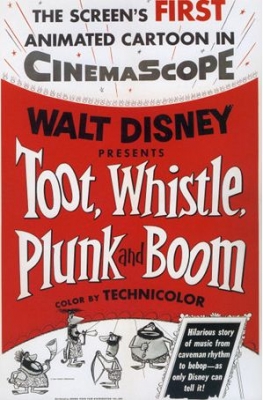 THE SCREEN'S FIRST
ANIMATED CARTOON IN
CINEMASCOPE
WALT DISNEY
PRESENTS
Toot, Whistle,
Plunk and Boom
COLOR BY TECHNICOLOR
Hilarious story
of music from
caveman rhythm
to bebop—as
only Disney can
tell it!